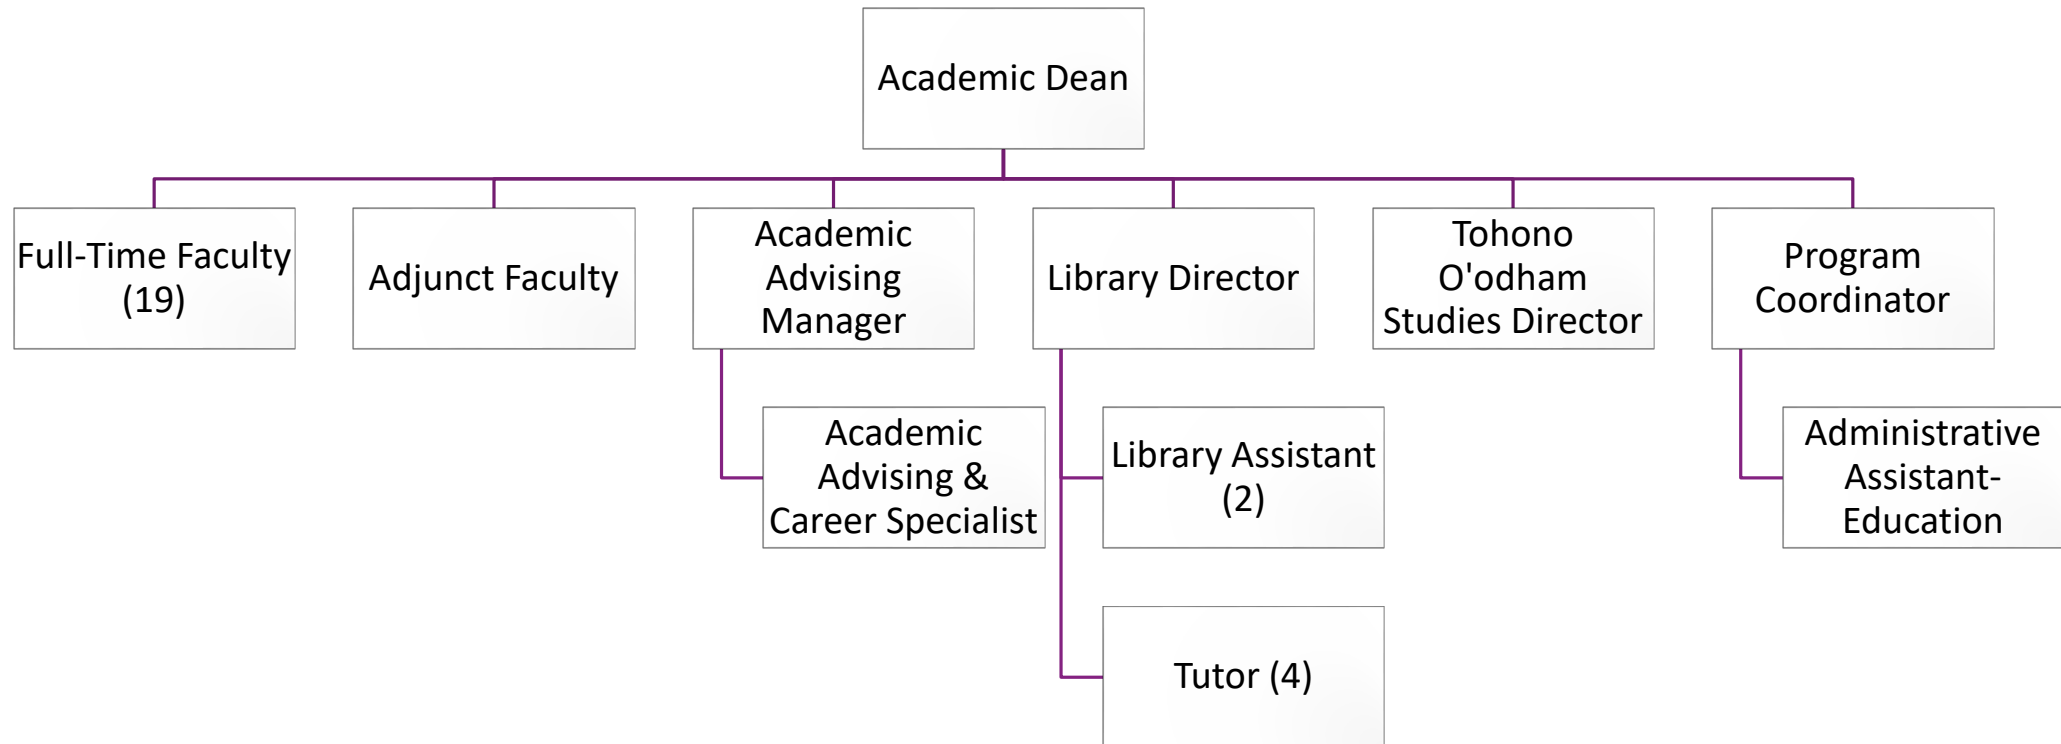 Academic Dean
Full-Time Faculty
(19)
Adjunct Faculty
Academic
Advising
Manager
Library Director
Tohono
O'odham
Studies Director
Program
Coordinator
Academic
Advising &
Career Specialist
Library Assistant
(2)
Administrative
Assistant-
Education
Tutor (4)